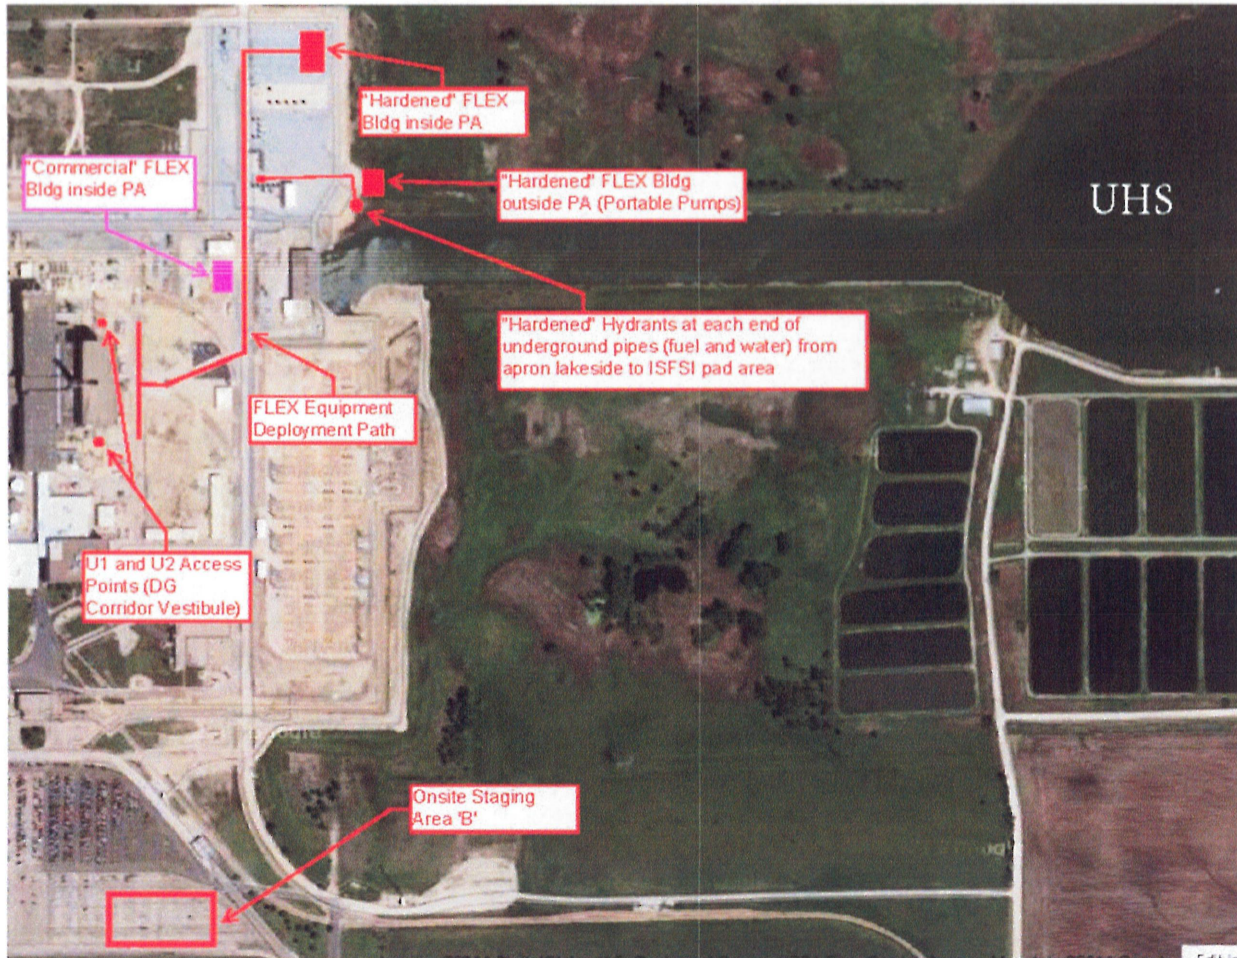 "Hardened" FLEX
Bldg inside PA
"Commercial" FLEX
Bldg inside PA
"Hardened" FLEX Bldg
outside PA (Portable Pumps)
UHS
"Hardened" Hydrants at each end of
underground pipes (fuel and water) from
apron lakeside to ISFSI pad area
FLEX Equipment
Deployment Path
U1 and U2 Access
Points (DG
Corridor Vestibule)
Onsite Staging
Area 'B'